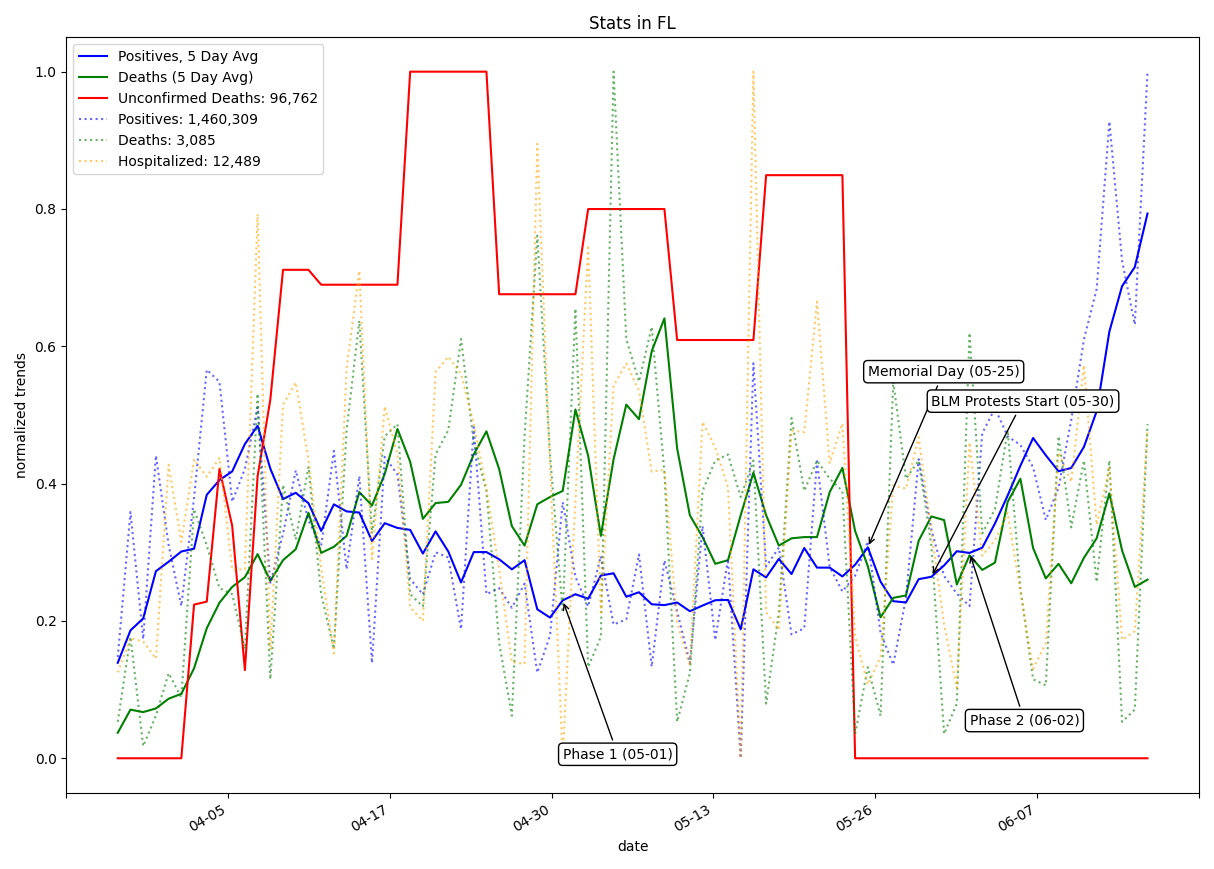 Stats in FL
Positives, 5 Day Avg
Deaths (5 Day Avg)
Unconfirmed Deaths: 96,762
Positives: 1,460,309
Deaths: 3,085
Hospitalized: 12,489
normalized trends
1.0
0.8
0.6
0.4
0.2
0.0
Memorial Day (05-25)
BLM Protests Start (05-30)
Phase 2 (06-02)
Phase 1 (05-01)
04-05
04-17
04-30
05-13
05-26
06-07
date